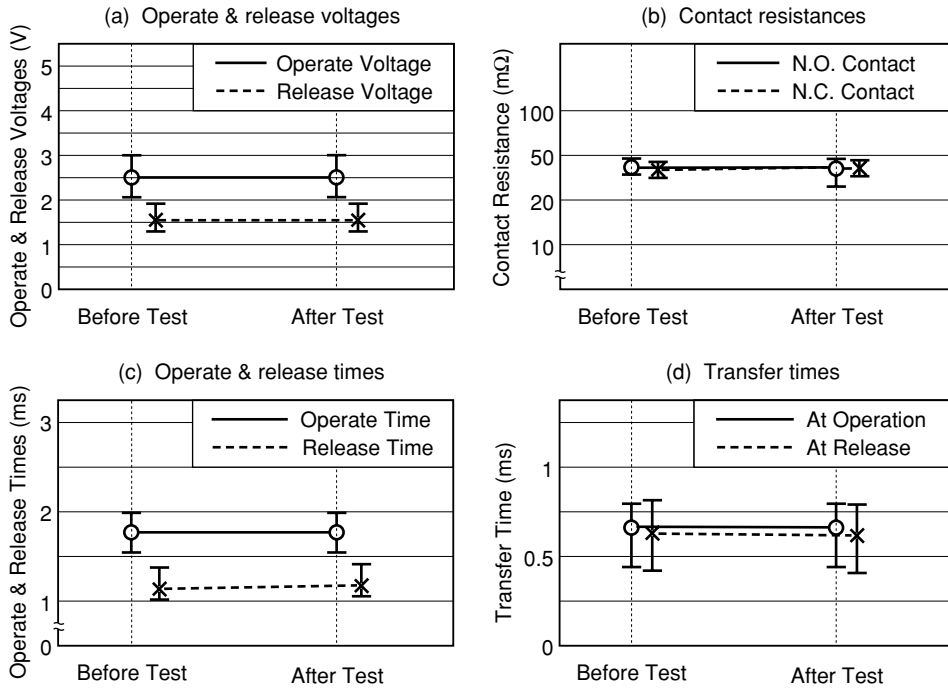 (a) Operate & release voltages
Operate & Release Voltages (V)
5
4
3
2
1
0
Operate Voltage
Release Voltage
Before Test
After Test
(b) Contact resistances
Contact Resistance (mΩ)
100
50
20
10
N.O. Contact
N.C. Contact
Before Test
After Test
(c) Operate & release times
Operate & Release Times (ms)
3
2
1
0
Operate Time
Release Time
Before Test
After Test
(d) Transfer times
Transfer Time (ms)
1
0.5
0
At Operation
At Release
Before Test
After Test